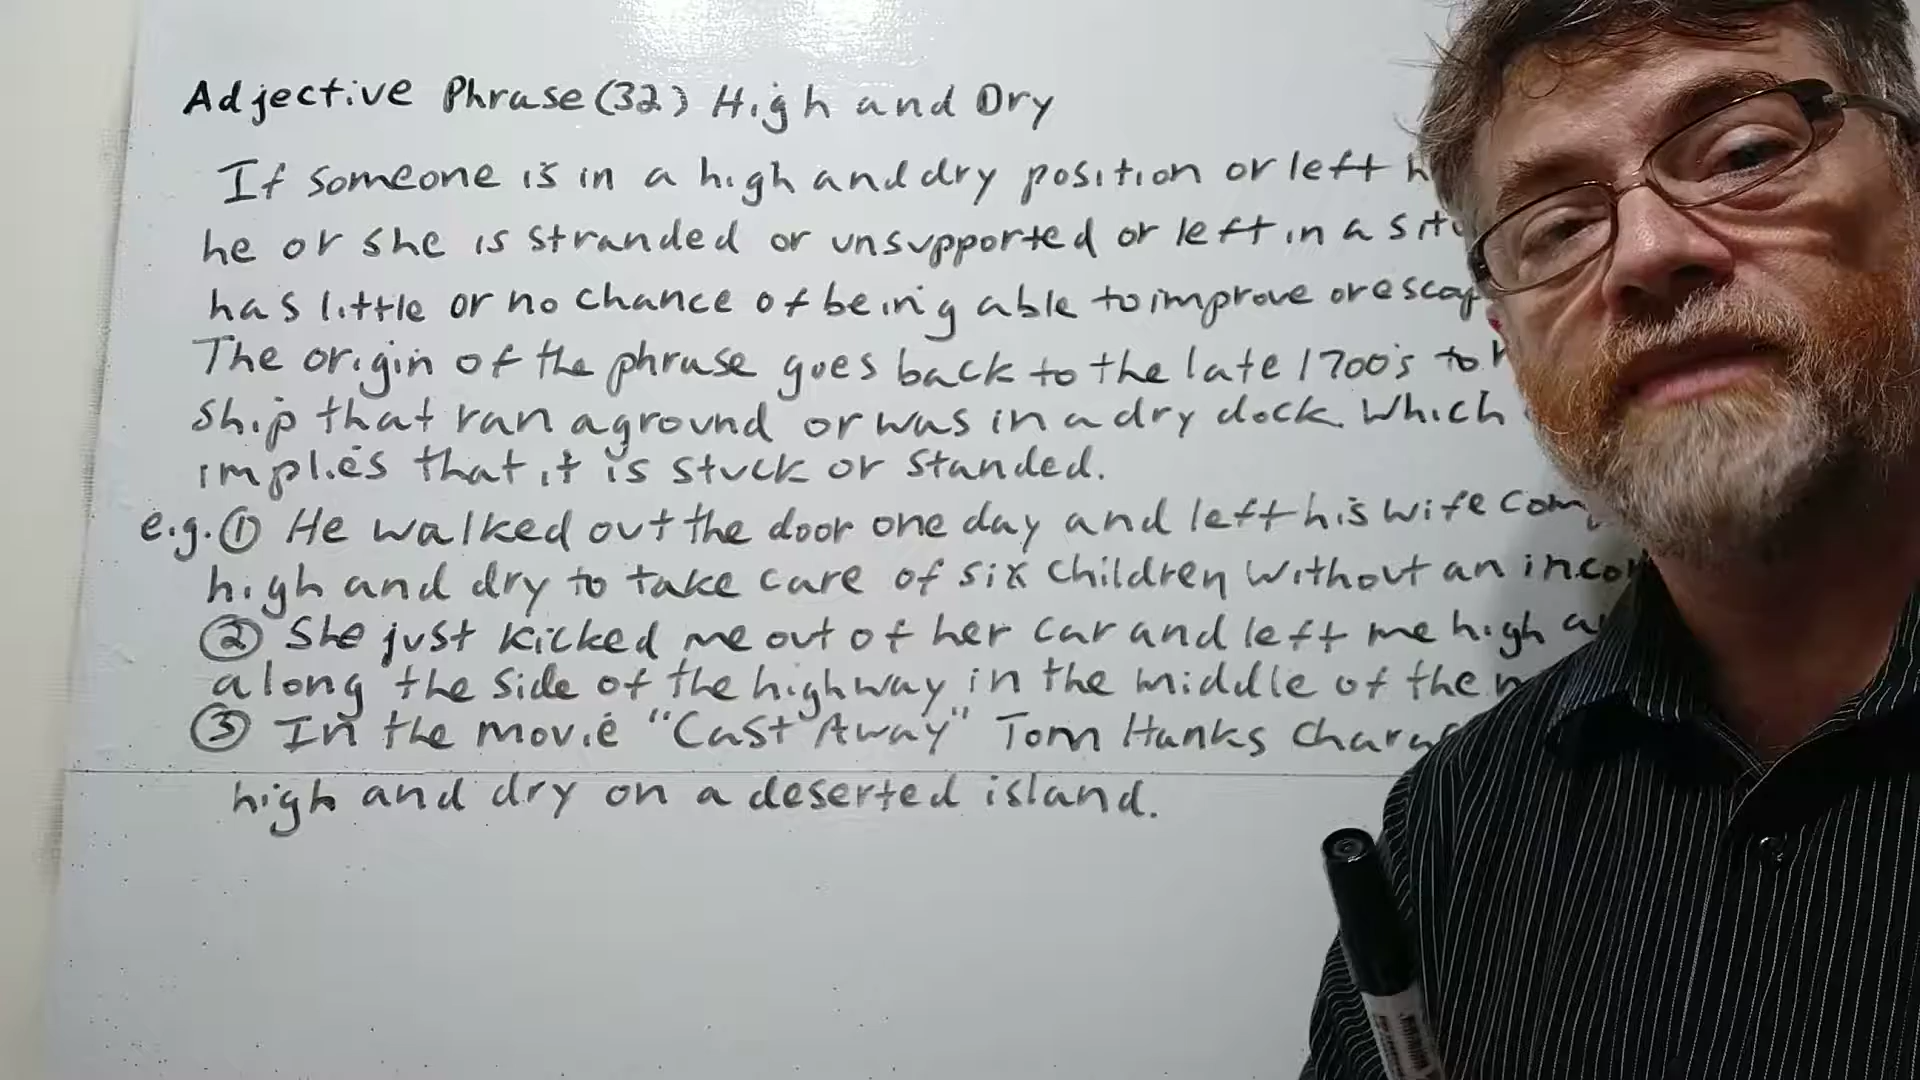 Adjective Phrase (32) High and Dry
If someone is in a high and dry position or left
he or she is stranded or unsupported or left in a
has little or no chance of being able to improve or
The origin of the phrase goes back to the late 1700's to
ship that ran aground or was in a dry dock. Which
implies that it is stuck or standed.
e.g. ① He walked out the door one day and left his wife
high and dry to take care of six children without an
② She just kicked me out of her car and left me high
along the side of the highway in the middle of the
③ In the movie "Cast Away" Tom Hanks
high and dry on a deserted island.